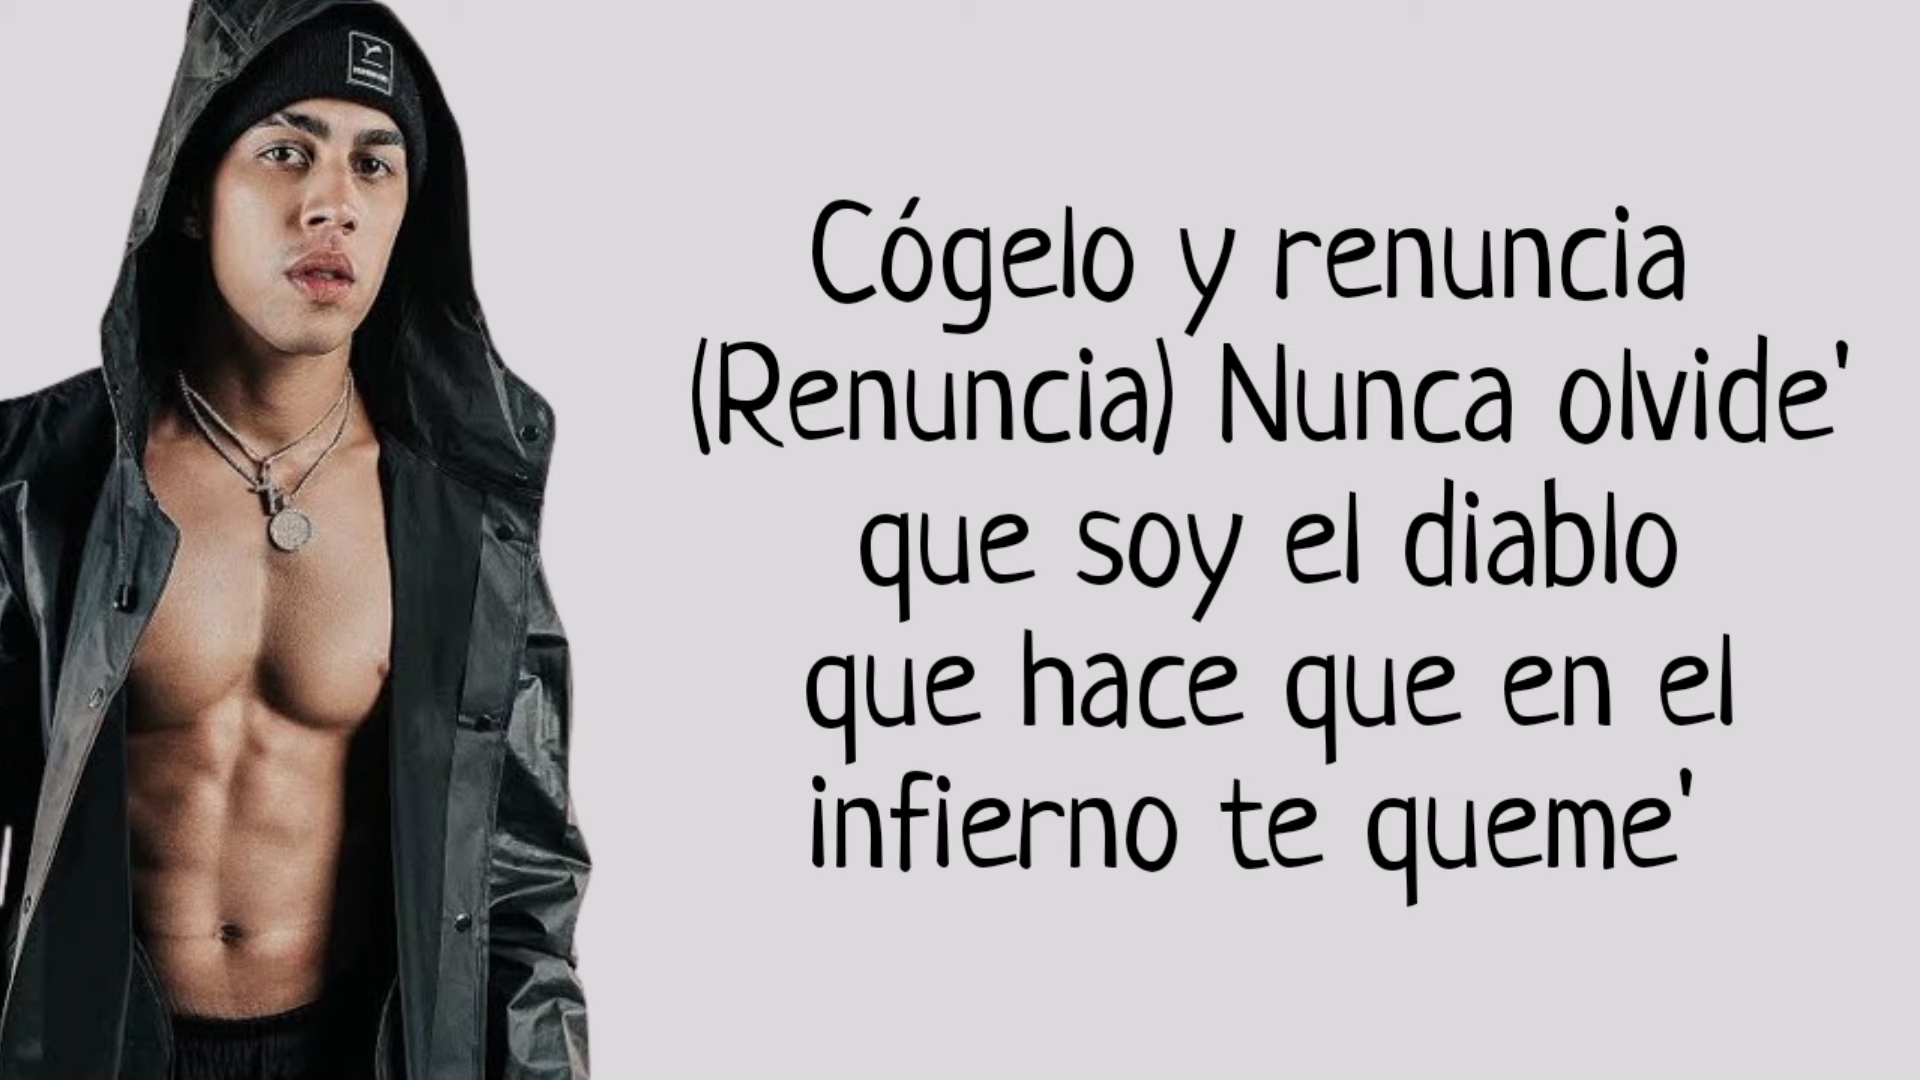 Cógelo y renuncia
(Renuncia) Nunca olvide'
que soy el diablo
que hace que en el
infierno te queme'